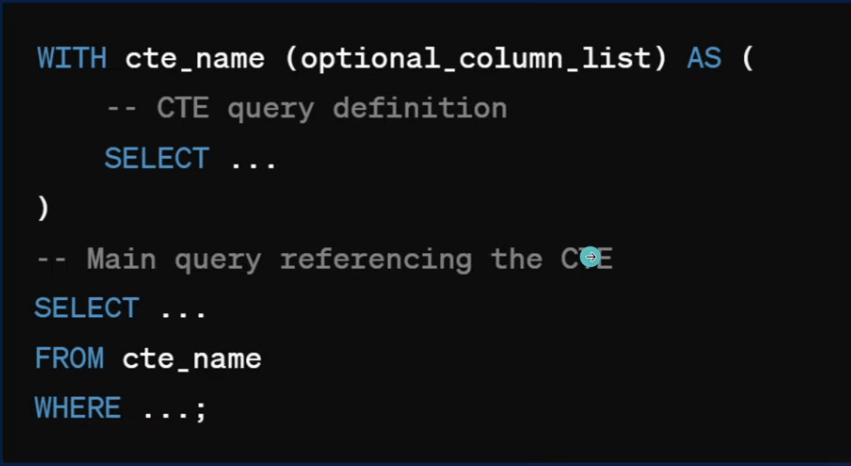 WITH cte_name (optional_column_list) AS (
-- CTE query definition
SELECT ...
)
-- Main query referencing the CTE
SELECT ...
FROM cte_name
WHERE ...;